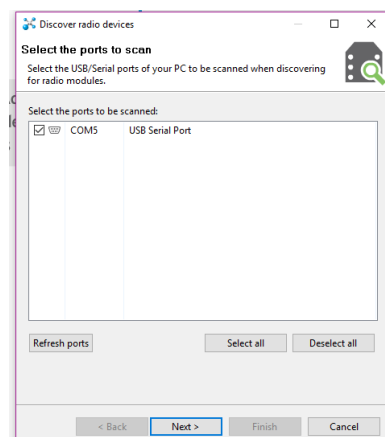 Discover radio devices
Select the ports to scan
Select the USB/Serial ports of your PC to be scanned when discovering
for radio modules.
Select the ports to be scanned:
COM5 USB Serial Port
Refresh ports Select all Deselect all
< Back Next > Finish Cancel